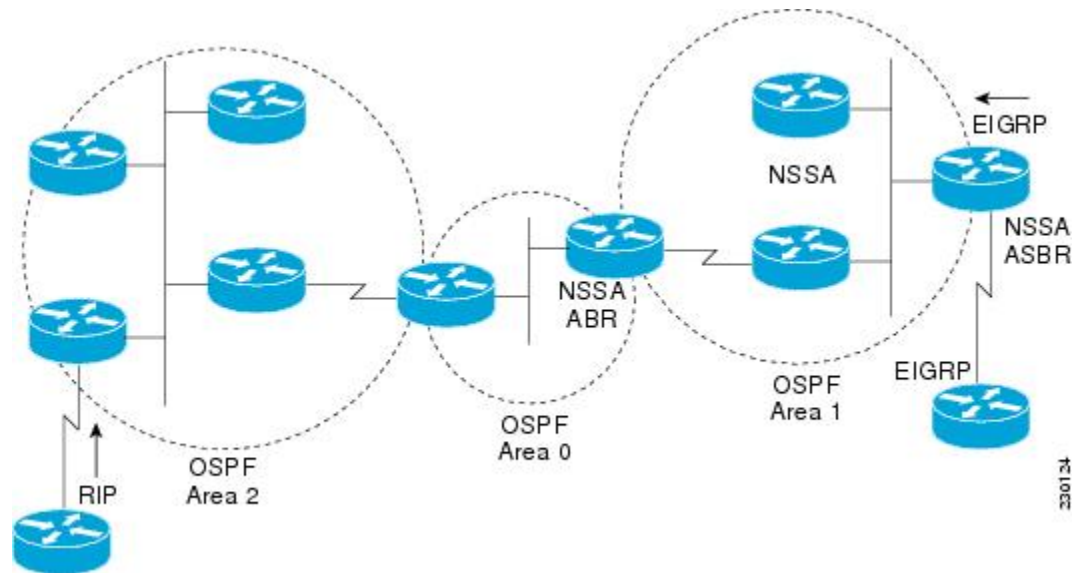 EIGRP
NSSA
NSSA
ASBR
NSSA
ABR
EIGRP
OSPF
Area 1
OSPF
Area 0
OSPF
Area 2
RIP
230124